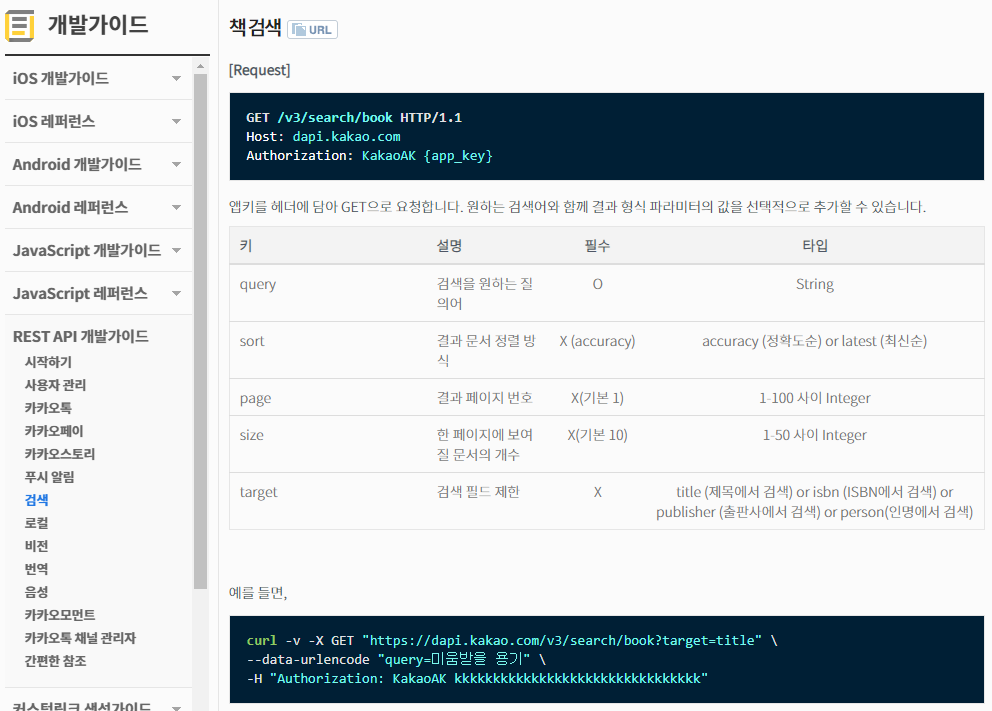 개발가이드
iOS 개발가이드
iOS 레퍼런스
Android 개발가이드
Android 레퍼런스
JavaScript 개발가이드
JavaScript 레퍼런스
REST API 개발가이드
시작하기
사용자 관리
카카오톡
카카오페이
카카오스토리
푸시 알림
검색
로컬
비전
번역
음성
카카오모먼트
카카오톡 채널 관리자
간편한 참조
커스텀링크 생성가이드
책검색 URL
[Request]
GET /v3/search/book HTTP/1.1
Host: dapi.kakao.com
Authorization: KakaoAK {app_key}
앱키를 헤더에 담아 GET으로 요청합니다. 원하는 검색어와 함께 결과 형식 파라미터의 값을 선택적으로 추가할 수 있습니다.
키 설명 필수 타입
query 검색을 원하는 질 O String
의어
sort 결과 문서 정렬 방 X (accuracy) accuracy (정확도순) or latest (최신순)
식
page 결과 페이지 번호 X(기본 1) 1-100 사이 Integer
size 한 페이지에 보여 X(기본 10) 1-50 사이 Integer
질 문서의 개수
target 검색 필드 제한 X title (제목에서 검색) or isbn (ISBN에서 검색) or
publisher (출판사에서 검색) or person(인명에서 검색)
예를 들면,
curl -v -X GET "https://dapi.kakao.com/v3/search/book?target=title" \
--data-urlencode "query=미움받을 용기" \
-H "Authorization: KakaoAK kkkkkkkkkkkkkkkkkkkkkkkkkkkkkkkk"